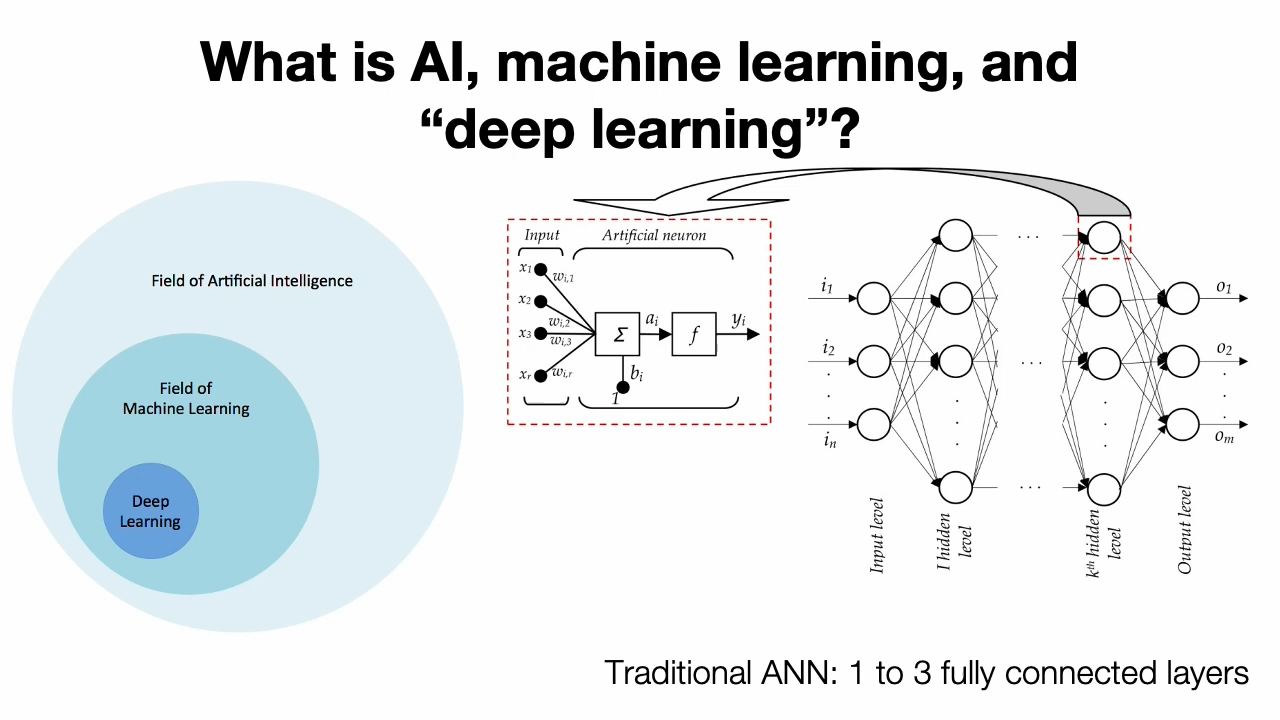 What is AI, machine learning, and
“deep learning”?
Field of Artificial Intelligence
Field of
Machine Learning
Deep
Learning
Input
Artificial neuron
x1
wi,1
x2
wi,2
x3
wi,3
xr
wi,r
Σ
ai
f
yi
bi
1
. . .
i1
o1
i2
. . .
o2
in
om
. . .
Input level
I hidden
level
kth hidden
level
Output level
Traditional ANN: 1 to 3 fully connected layers